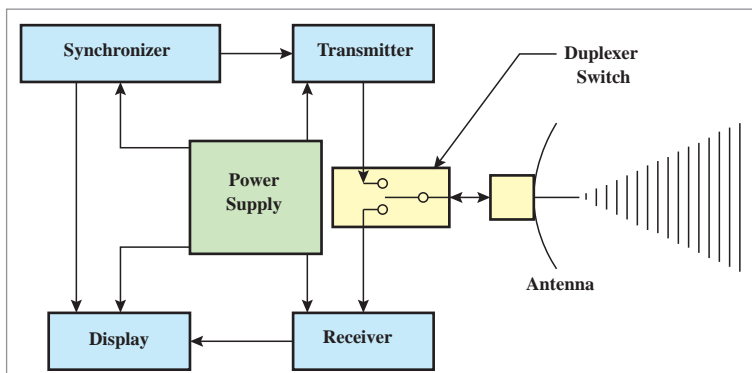 Synchronizer
Transmitter
Duplexer
Switch
Power
Supply
Antenna
Display
Receiver